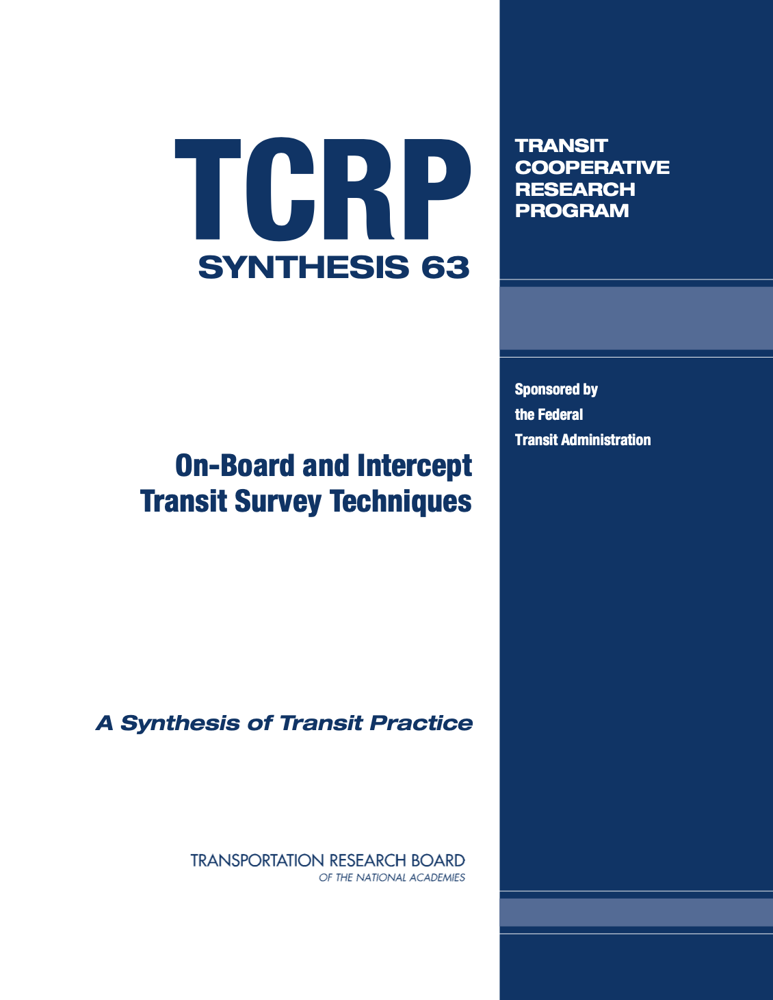 TCRP
SYNTHESIS 63
TRANSIT
COOPERATIVE
RESEARCH
PROGRAM
Sponsored by
the Federal
Transit Administration
On-Board and Intercept
Transit Survey Techniques
A Synthesis of Transit Practice
TRANSPORTATION RESEARCH BOARD
OF THE NATIONAL ACADEMIES